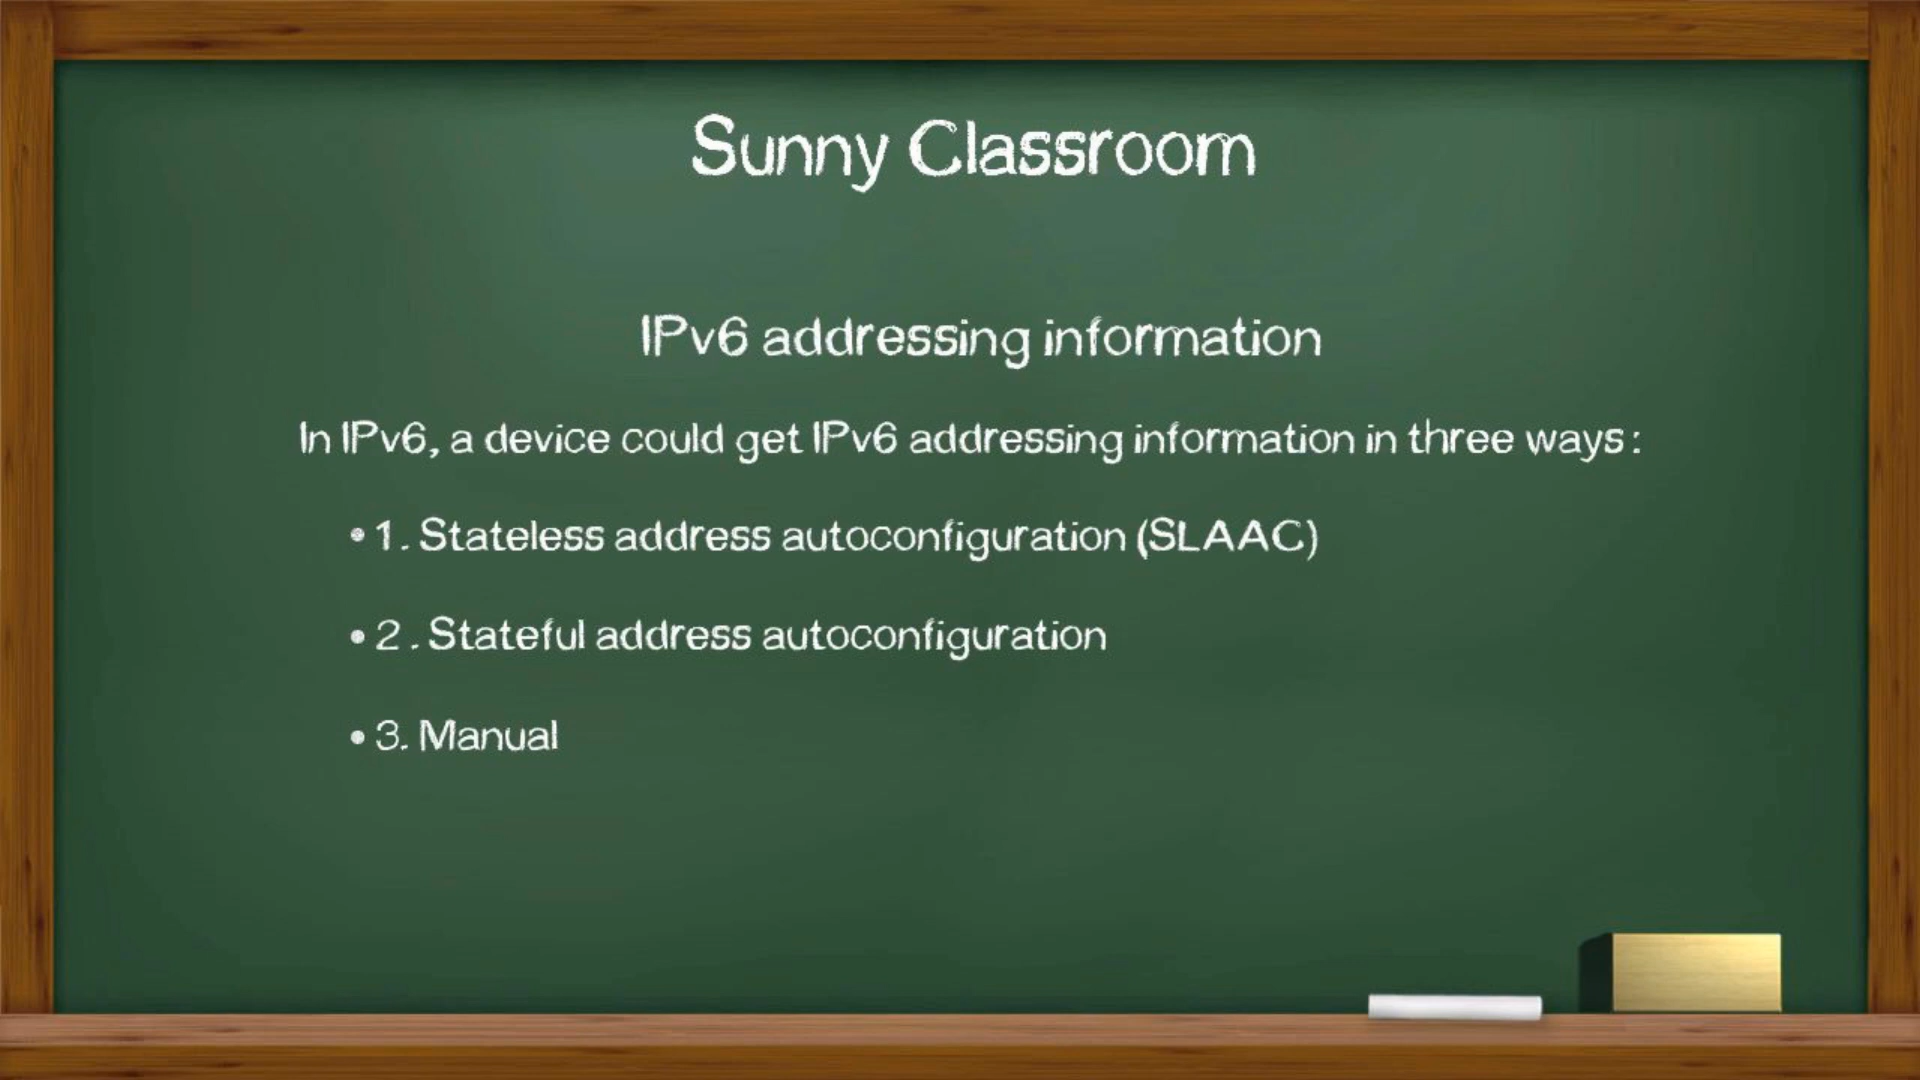 Sunny Classroom
IPv6 addressing information
In IPv6, a device could get IPv6 addressing information in three ways:
• 1. Stateless address autoconfiguration (SLAAC)
• 2. Stateful address autoconfiguration
• 3. Manual